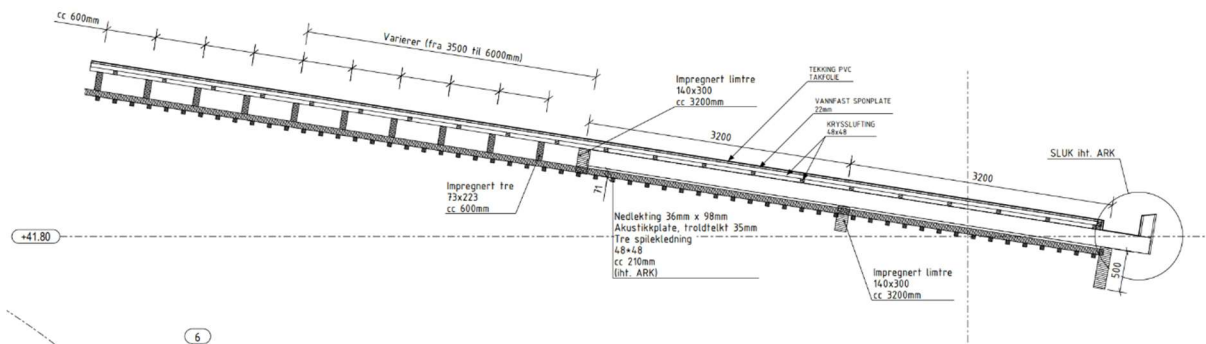 cc 600mm
Varierer (fra 3500 til 6000mm)
Impregnert limtre
140x300
cc 3200mm
TEKKING PVC
TAKFOLIE
VANNFAST SPONPLATE
22mm
KRYSSLUFTING
48x48
3200
3200
SLUK iht. ARK
Impregnert tre
73x223
cc 600mm
71
Nedlekting 36mm x 98mm
Akustikkplate, troldtelkt 35mm
Tre spilekledning
48*48
cc 210mm
(iht. ARK)
Impregnert limtre
140x300
cc 3200mm
500
+41.80
6